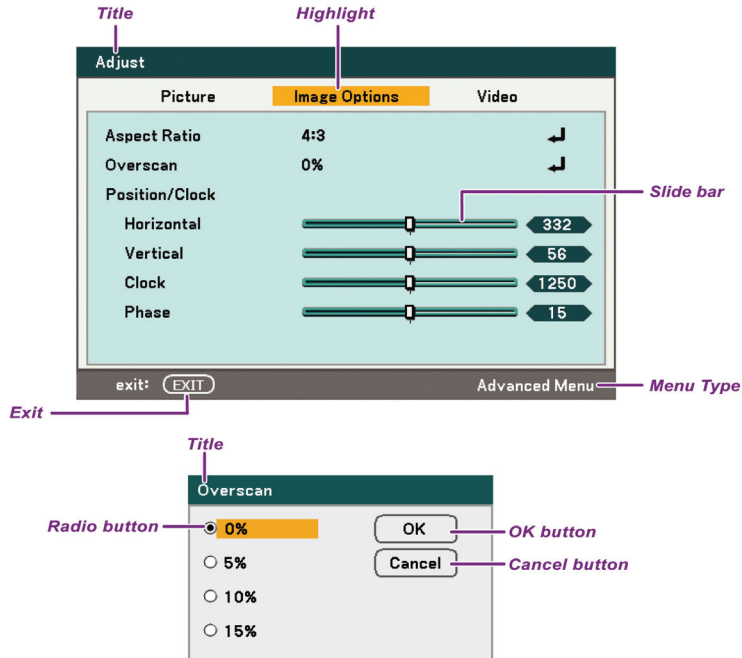 Title Highlight
Adjust
Picture Image Options Video
Aspect Ratio 4:3
Overscan 0%
Position/Clock
Slide bar
Horizontal 332
Vertical 56
Clock 1250
Phase 15
exit: EXIT Advanced Menu Menu Type
Exit
Title
Overscan
Radio button 0% OK OK button
5% Cancel Cancel button
10%
15%